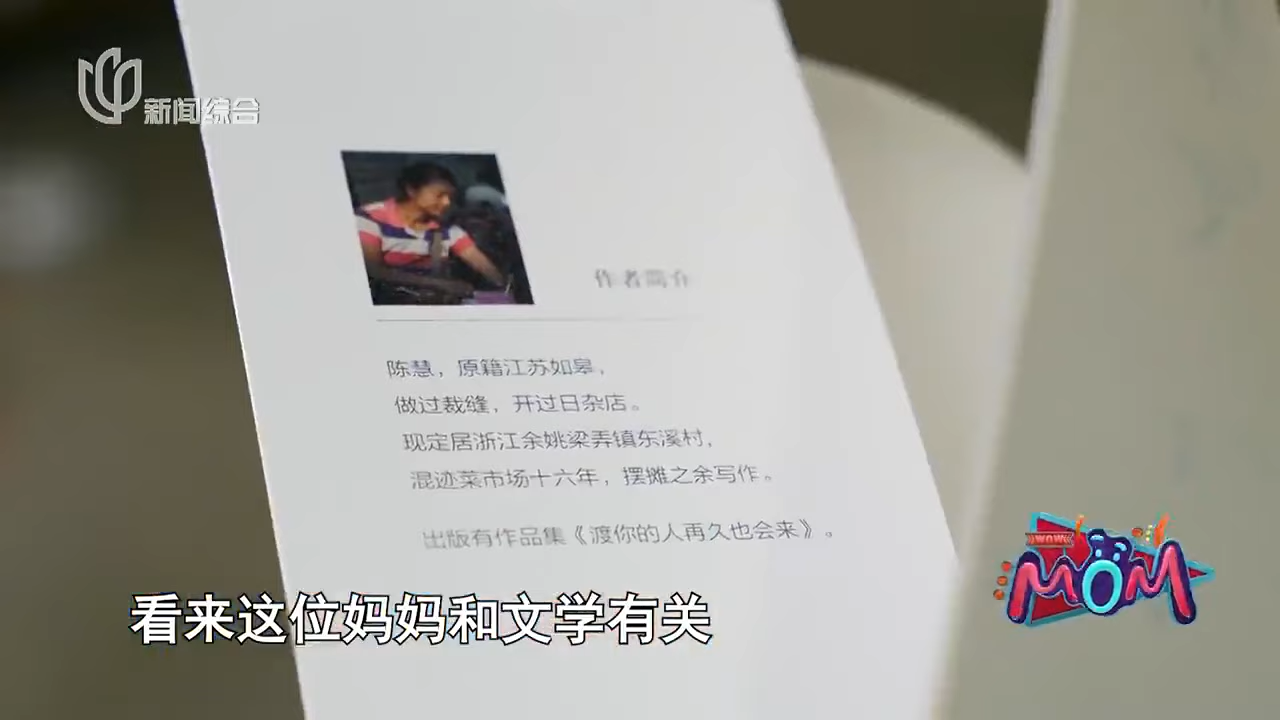 新闻综合
作者简介
陈慧，原籍江苏如皋，
做过裁缝，开过日杂店。
现定居浙江余姚梁弄镇东溪村，
混迹菜市场十六年，摆摊之余写作。
出版有作品集《渡你的人再久也会来》。
WOW
MOM
看来这位妈妈和文学有关